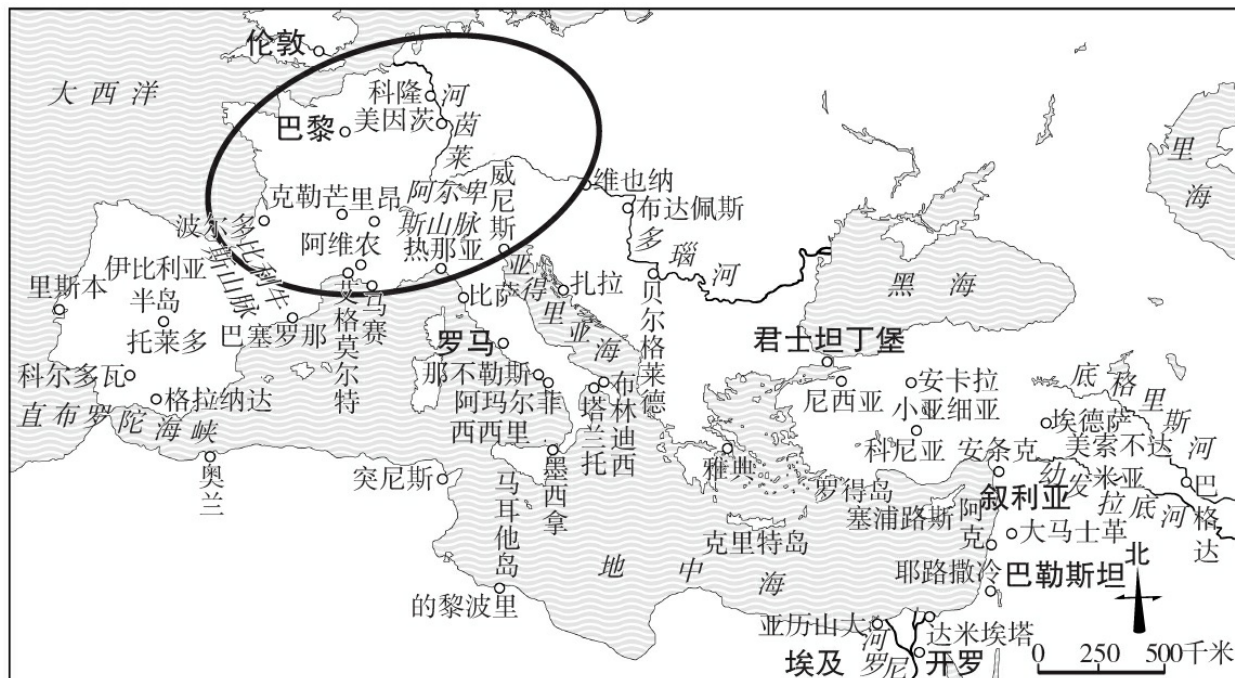 伦敦
大西洋
科隆
美因茨
巴黎
莱茵河
里海
克勒芒
里昂
阿尔卑斯山脉
威尼斯
维也纳
布达佩斯
多瑙河
波尔多
阿维农
热那亚
比利牛斯山脉
伊比利亚半岛
里斯本
托莱多
巴塞罗那
艾格莫尔特
马赛
比萨
亚得里亚海
扎拉
贝尔格莱德
黑海
罗马
君士坦丁堡
科尔多瓦
格拉纳达
直布罗陀海峡
那不勒斯
阿玛尔菲
西西里
塔兰托
布林迪西
尼西亚
安卡拉
小亚细亚
科尼亚
底格里斯河
埃德萨
美索不达米亚
安条克
幼发拉底河
巴格达
奥兰
突尼斯
马耳他岛
墨西拿
雅典
罗得岛
塞浦路斯
叙利亚
阿克
大马士革
克里特岛
地中海
耶路撒冷
巴勒斯坦
北
的黎波里
亚历山大
达米埃塔
埃及
尼罗河
开罗
0 250 500千米